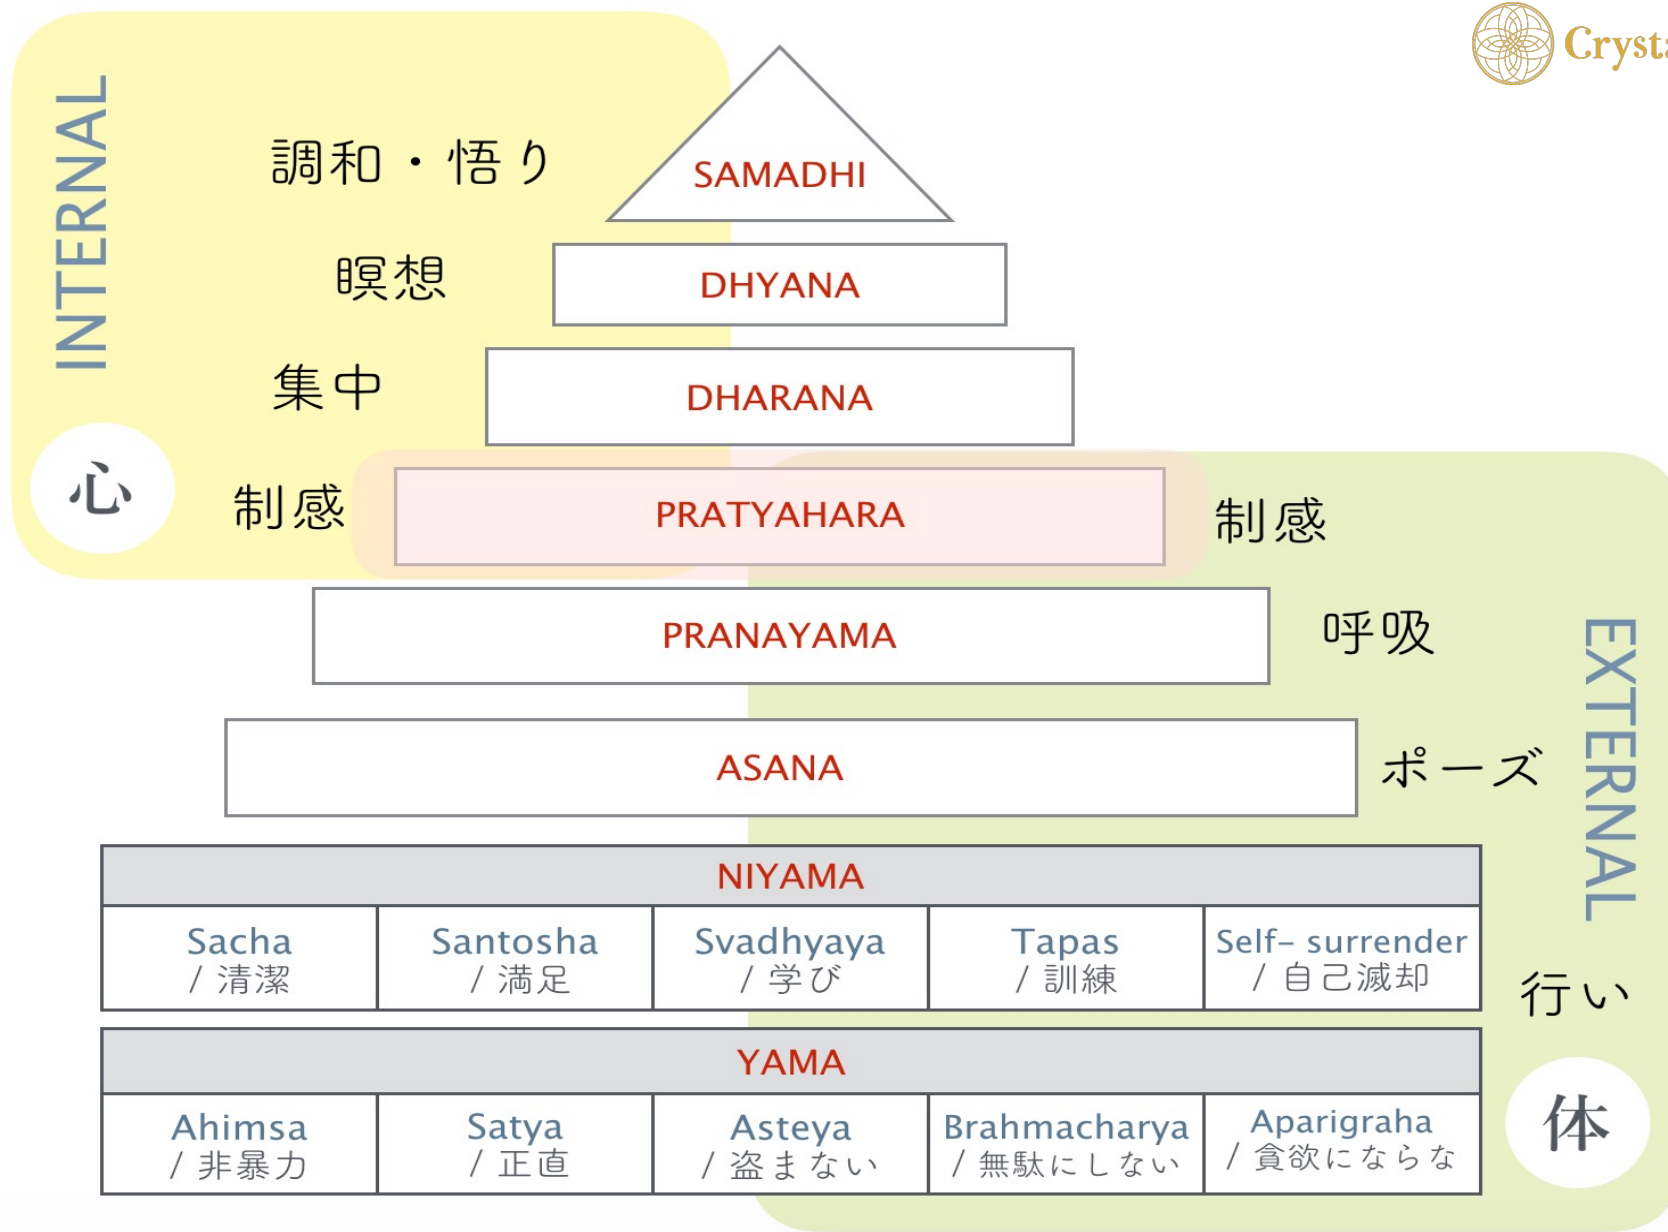 Crysta
INTERNAL
調和・悟り
SAMADHI
瞑想
DHYANA
集中
DHARANA
心
制感
PRATYAHARA
制感
PRANAYAMA
呼吸
EXTERNAL
ASANA
ポーズ
NIYAMA
Sacha
/ 清潔
Santosha
/ 満足
Svadhyaya
/ 学び
Tapas
/ 訓練
Self- surrender
/ 自己滅却
行い
YAMA
Ahimsa
/ 非暴力
Satya
/ 正直
Asteya
/ 盗まない
Brahmacharya
/ 無駄にしない
Aparigraha
/ 貪欲にならな
体